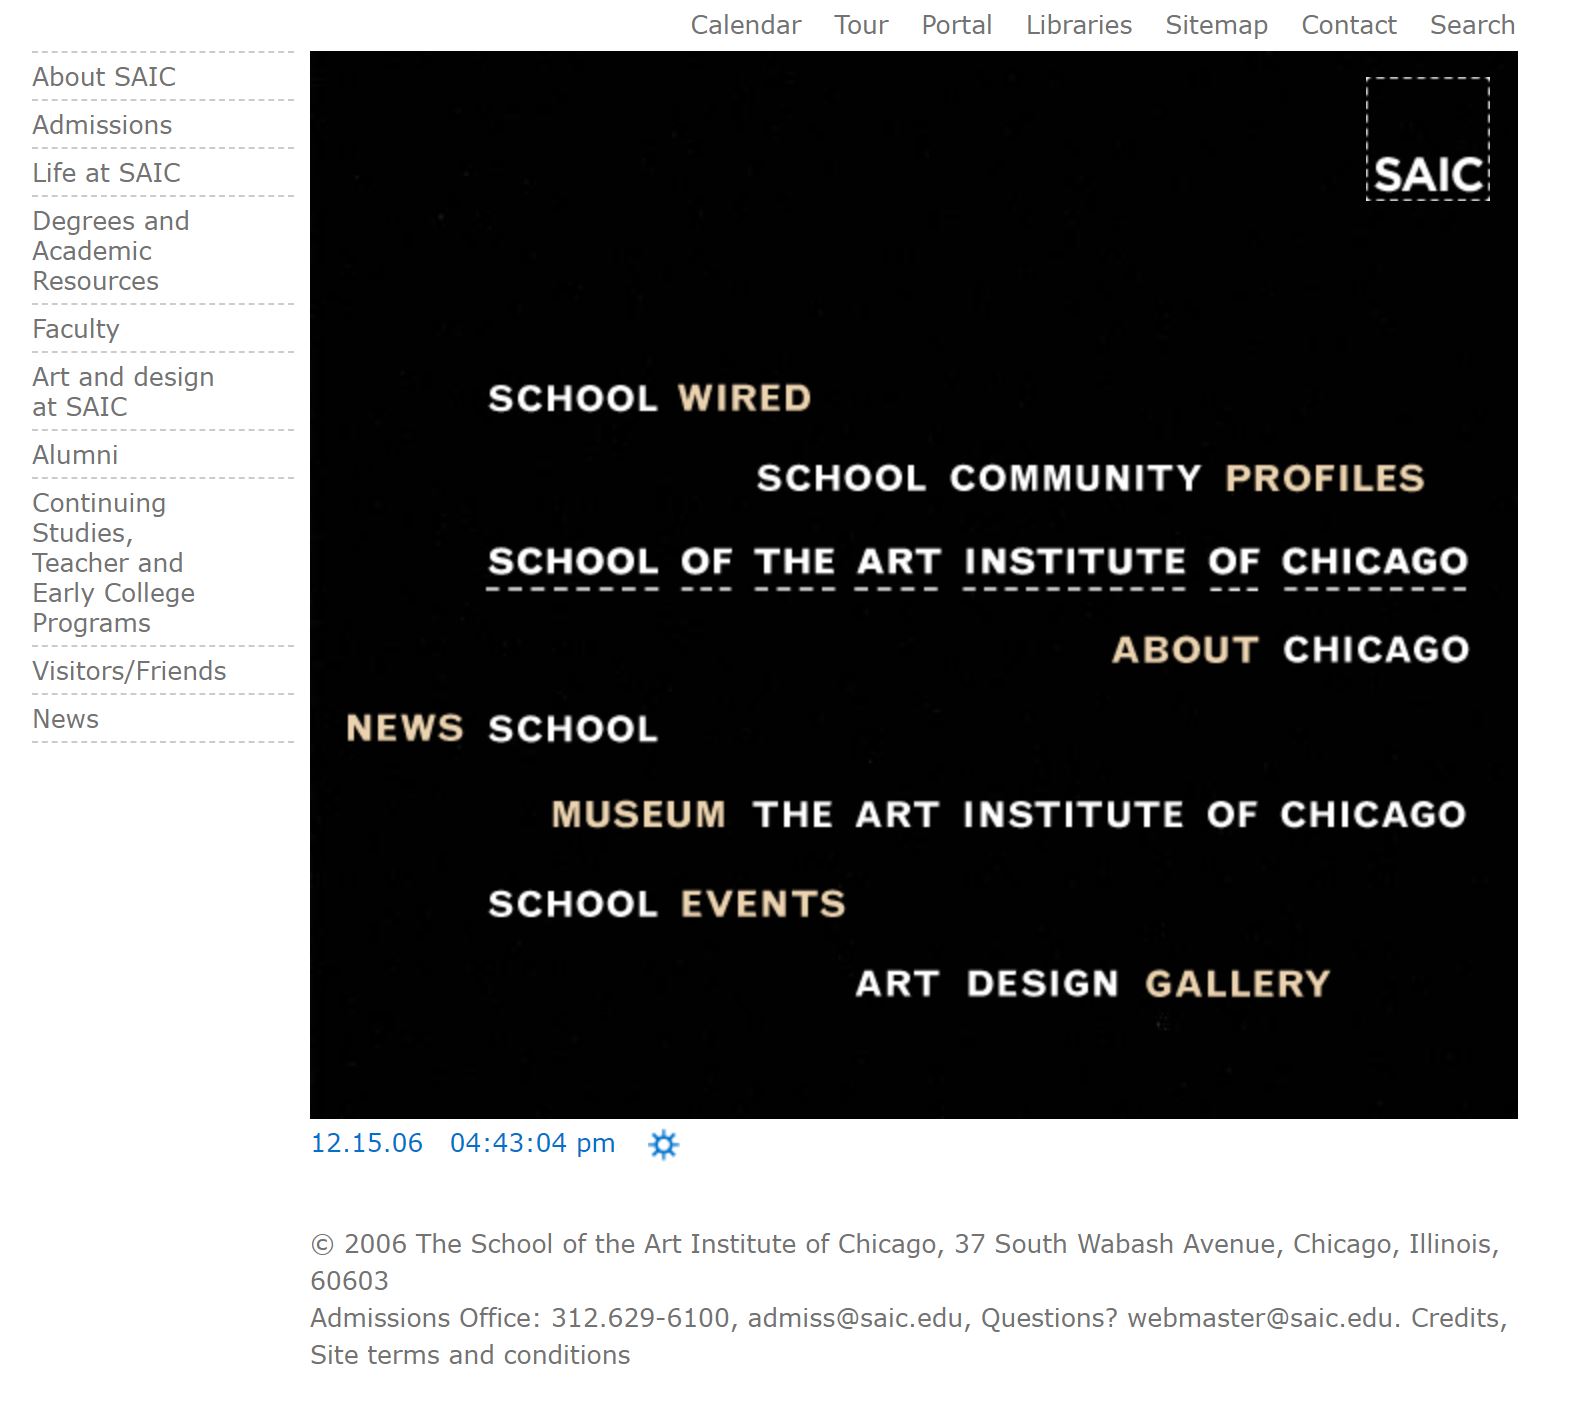 Calendar Tour Portal Libraries Sitemap Contact Search
About SAIC
Admissions
Life at SAIC
Degrees and
Academic
Resources
Faculty
Art and design
at SAIC
Alumni
Continuing
Studies,
Teacher and
Early College
Programs
Visitors/Friends
News
SAIC
SCHOOL WIRED
SCHOOL COMMUNITY PROFILES
SCHOOL OF THE ART INSTITUTE OF CHICAGO
ABOUT CHICAGO
NEWS SCHOOL
MUSEUM THE ART INSTITUTE OF CHICAGO
SCHOOL EVENTS
ART DESIGN GALLERY
12.15.06 04:43:04 pm
© 2006 The School of the Art Institute of Chicago, 37 South Wabash Avenue, Chicago, Illinois,
60603
Admissions Office: 312.629-6100, admiss@saic.edu, Questions? webmaster@saic.edu. Credits,
Site terms and conditions